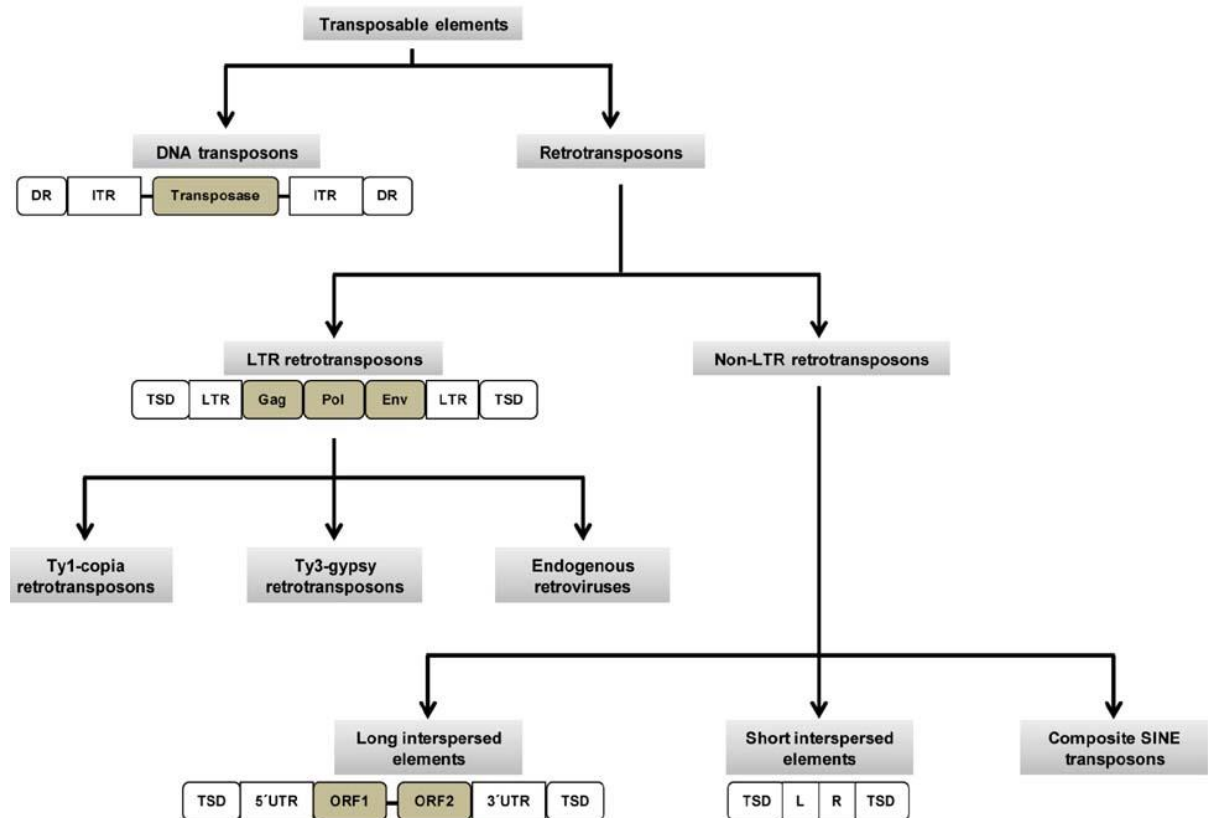 Transposable elements
DNA transposons
Retrotransposons
DR ITR Transposase ITR DR
LTR retrotransposons
Non-LTR retrotransposons
TSD LTR Gag Pol Env LTR TSD
Ty1-copia
retrotransposons
Ty3-gypsy
retrotransposons
Endogenous
retroviruses
Long interspersed
elements
Short interspersed
elements
Composite SINE
transposons
TSD 5´UTR ORF1 ORF2 3´UTR TSD
TSD L R TSD